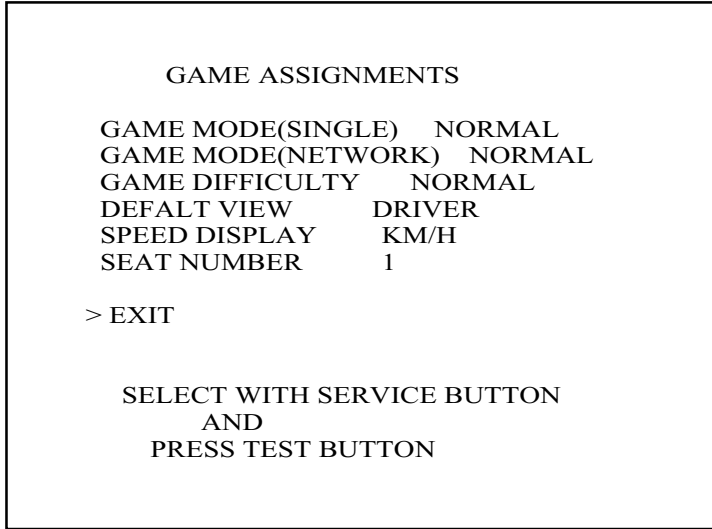 GAME ASSIGNMENTS
GAME MODE(SINGLE) NORMAL
GAME MODE(NETWORK) NORMAL
GAME DIFFICULTY NORMAL
DEFALT VIEW DRIVER
SPEED DISPLAY KM/H
SEAT NUMBER 1
> EXIT
SELECT WITH SERVICE BUTTON
AND
PRESS TEST BUTTON